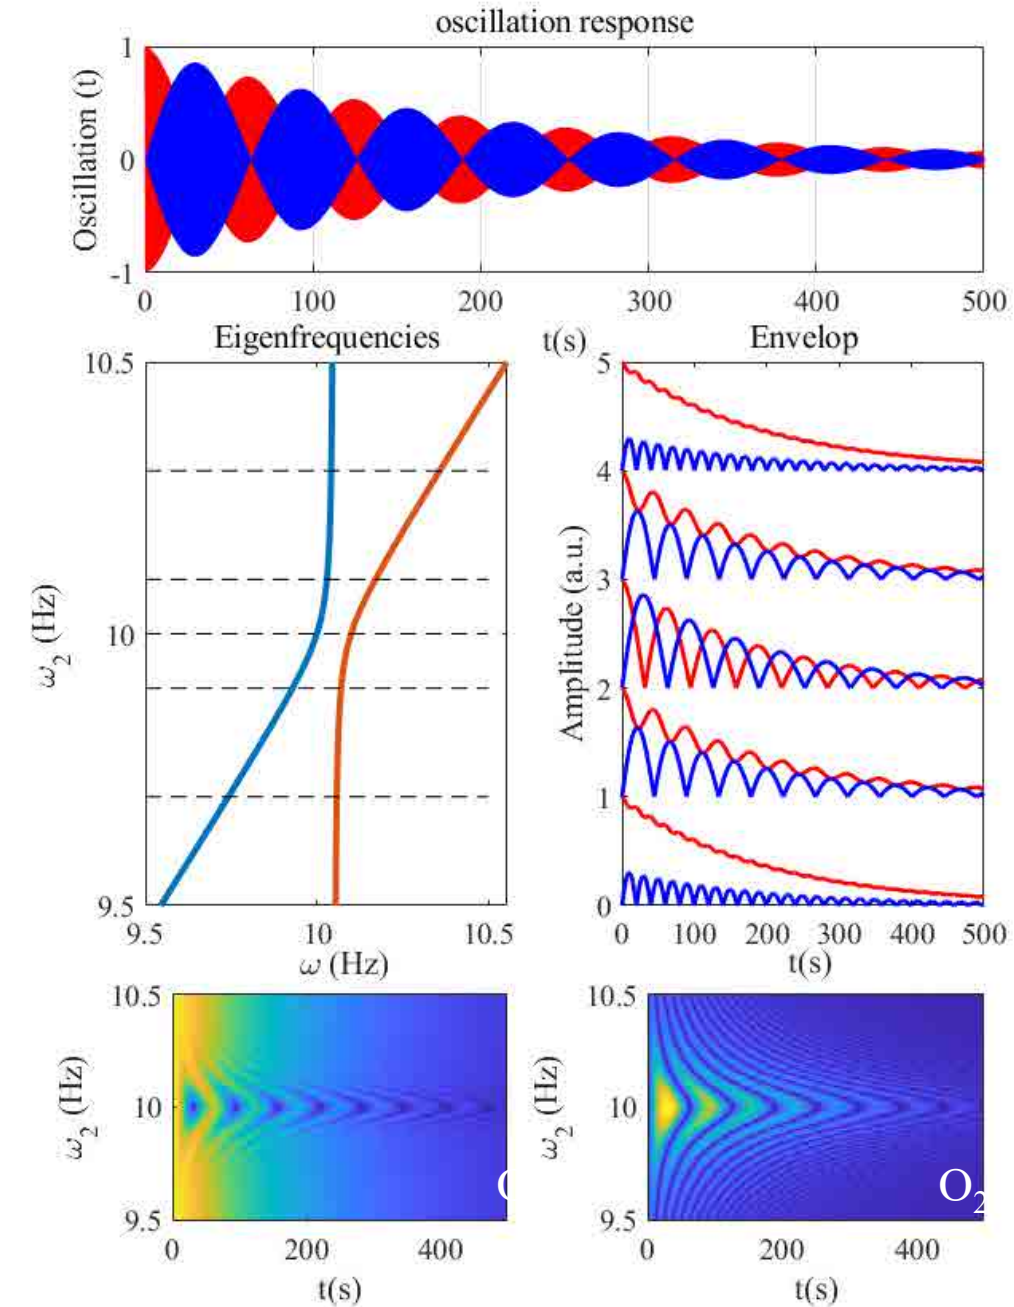 oscillation response
Oscillation (t)
1
0
-1
0 100 200 300 400 500
t(s)
Eigenfrequencies
ω₂ (Hz)
10.5
10
9.5
9.5 10 10.5
ω (Hz)
Envelop
Amplitude (a.u.)
5
4
3
2
1
0
0 100 200 300 400 500
t(s)
ω₂ (Hz)
10.5
10
9.5
0 200 400
t(s)
ω₂ (Hz)
10.5
10
9.5
O₂
0 200 400
t(s)